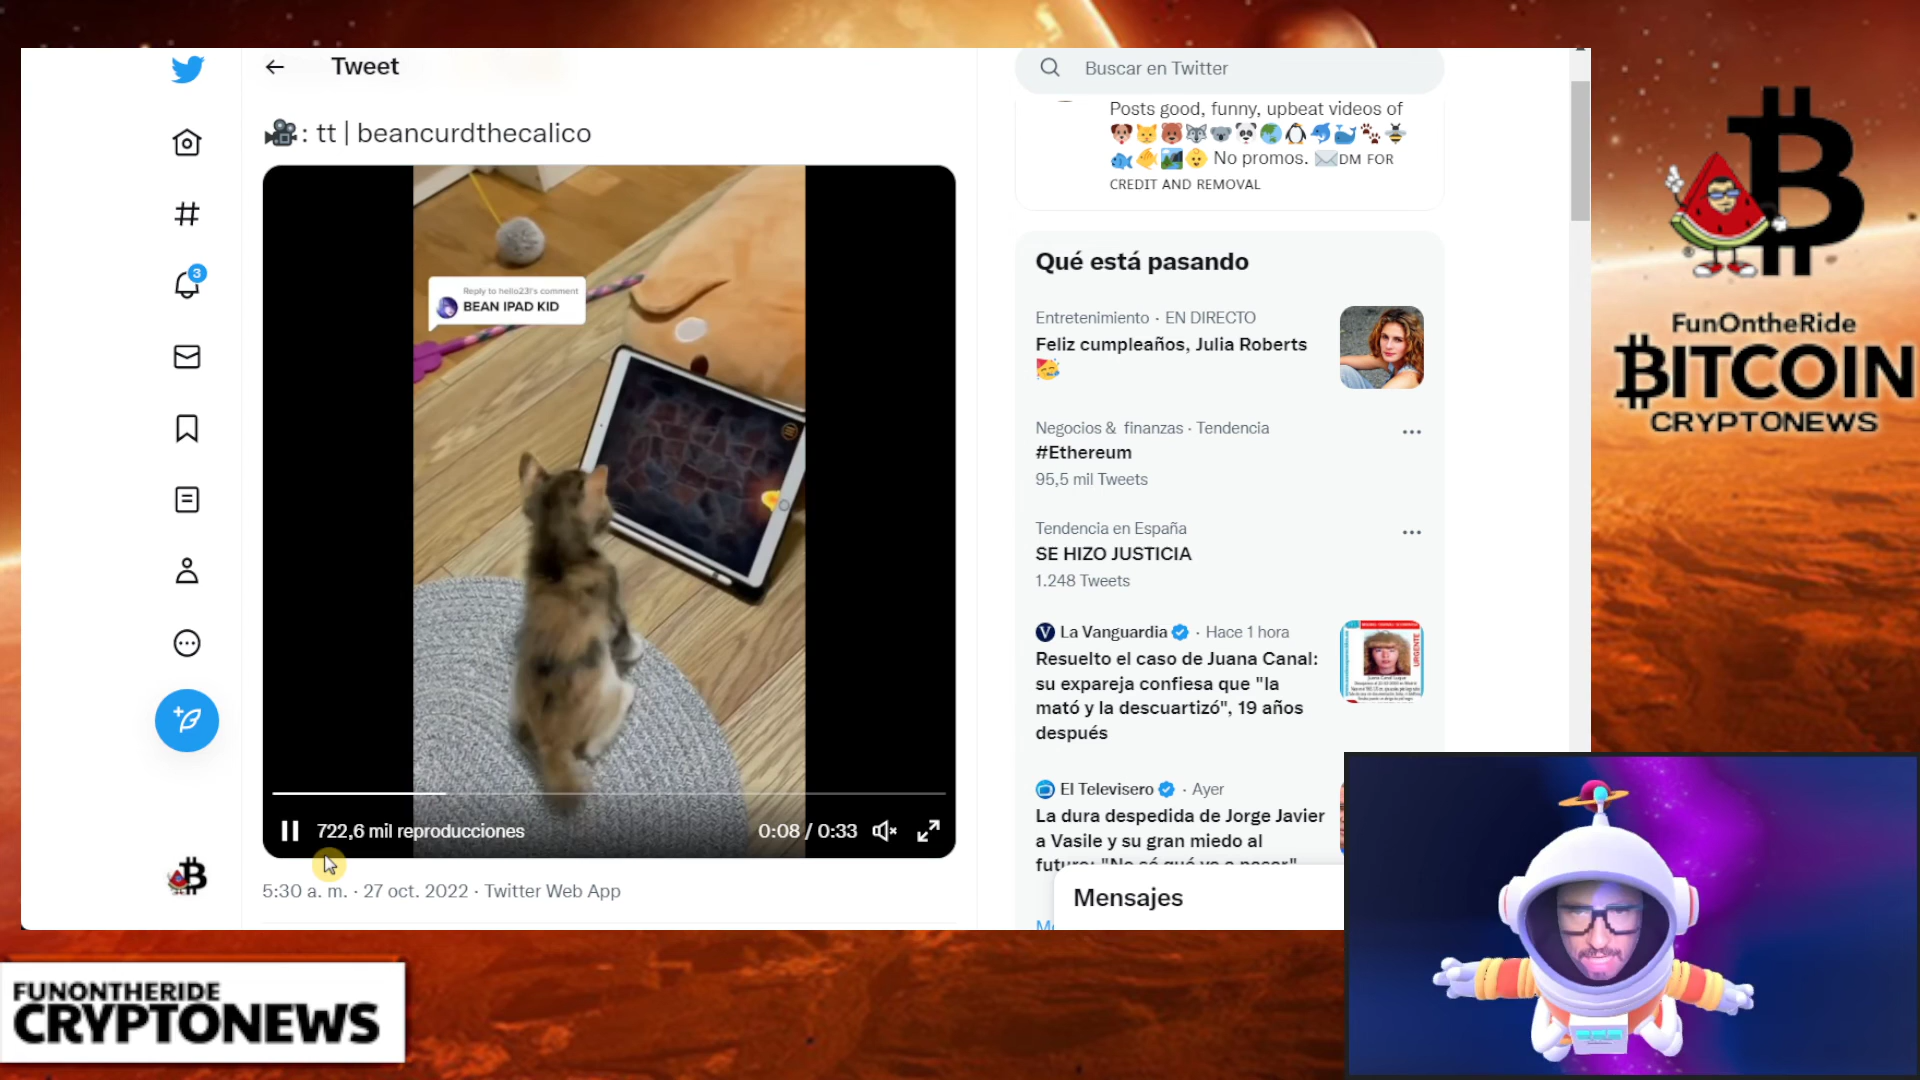 Tweet
: tt | beancurdthecalico
Reply to hello23l's comment
BEAN IPAD KID
722,6 mil reproducciones
0:08 / 0:33
5:30 a. m. · 27 oct. 2022 · Twitter Web App
3
Buscar en Twitter
Posts good, funny, upbeat videos of
No promos. DM FOR
CREDIT AND REMOVAL
Qué está pasando
Entretenimiento · EN DIRECTO
Feliz cumpleaños, Julia Roberts
Negocios & finanzas · Tendencia
#Ethereum
95,5 mil Tweets
Tendencia en España
SE HIZO JUSTICIA
1.248 Tweets
La Vanguardia · Hace 1 hora
Resuelto el caso de Juana Canal:
su expareja confiesa que "la
mató y la descuartizó", 19 años
después
URGENTE
El Televisero · Ayer
La dura despedida de Jorge Javier
a Vasile y su gran miedo al
futuro: "No sé qué va a pasar"
Mensajes
FunOntheRide
BITCOIN
CRYPTONEWS
FUNONTHERIDE
CRYPTONEWS